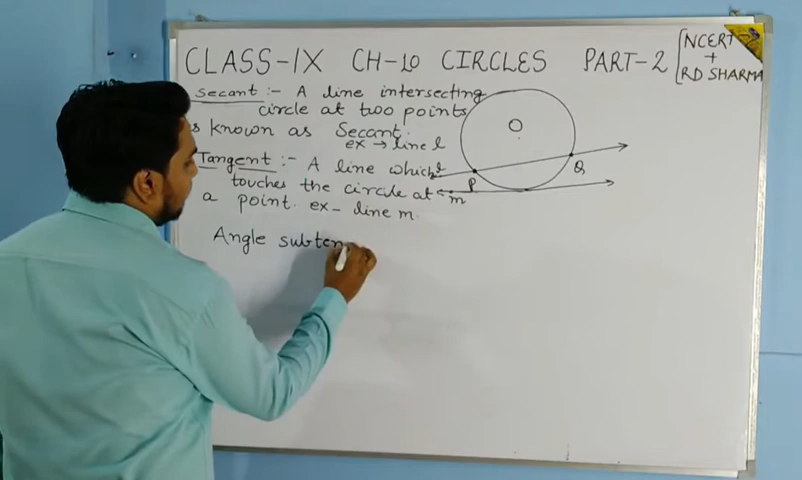 CLASS-IX CH-10 CIRCLES PART-2 [NCERT
+
RD SHARMA
Secant :- A line intersecting
circle at two points
is known as Secant.
ex → line l
Tangent :- A line which
touches the circle at
a point. ex- line m.
O
l
P
Q
m
Angle subten